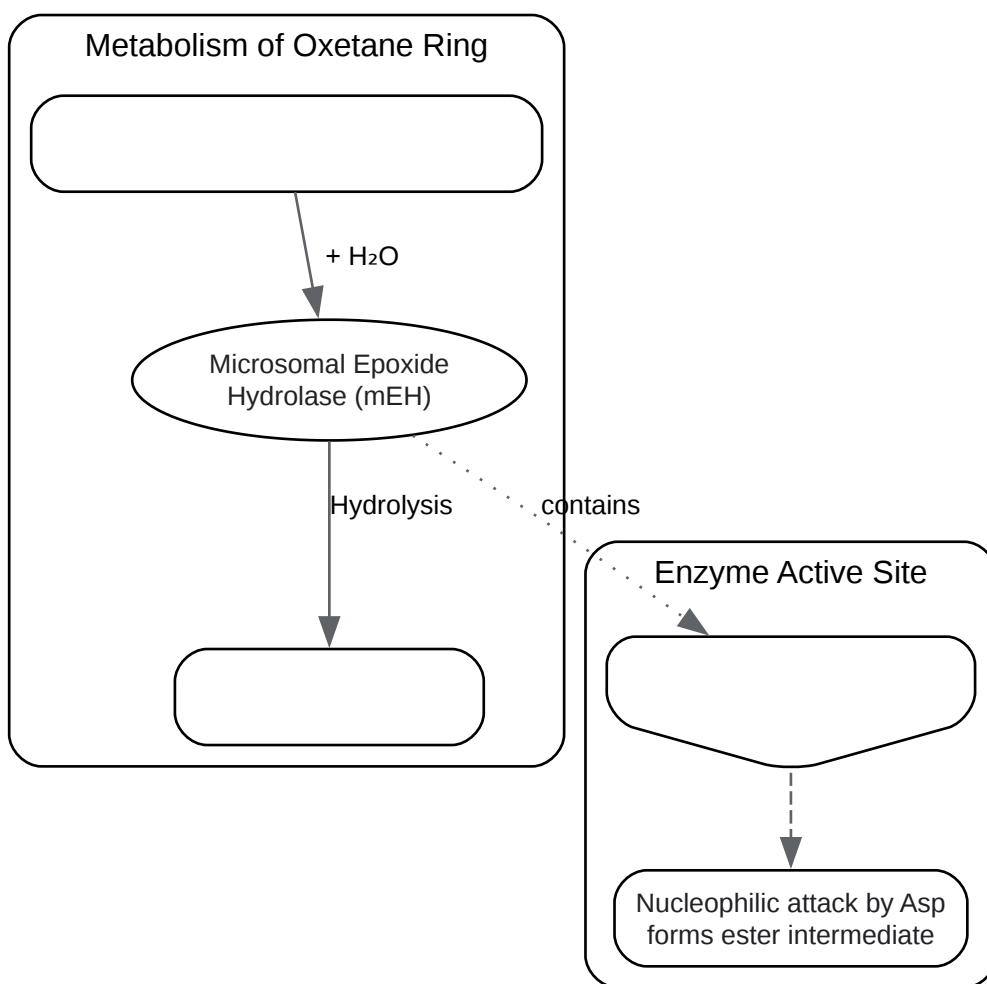 Metabolism of Oxetane Ring
+ H₂O
Microsomal Epoxide
Hydrolase (mEH)
Hydrolysis
contains
Enzyme Active Site
Nucleophilic attack by Asp
forms ester intermediate